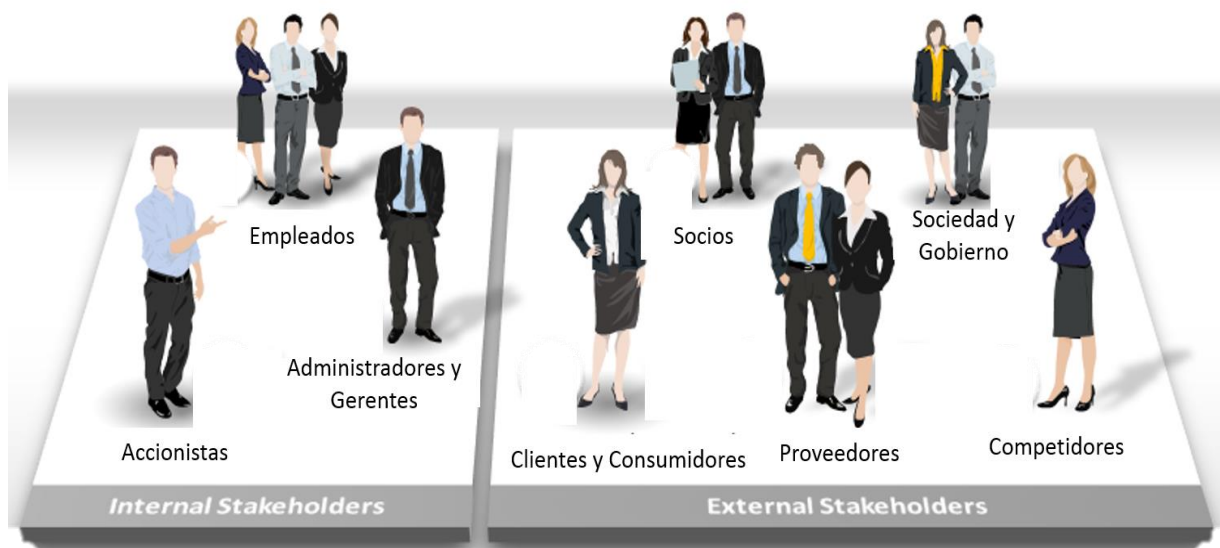 Empleados
Administradores y
Gerentes
Accionistas
Internal Stakeholders
Socios
Sociedad y
Gobierno
Clientes y Consumidores
Proveedores
Competidores
External Stakeholders